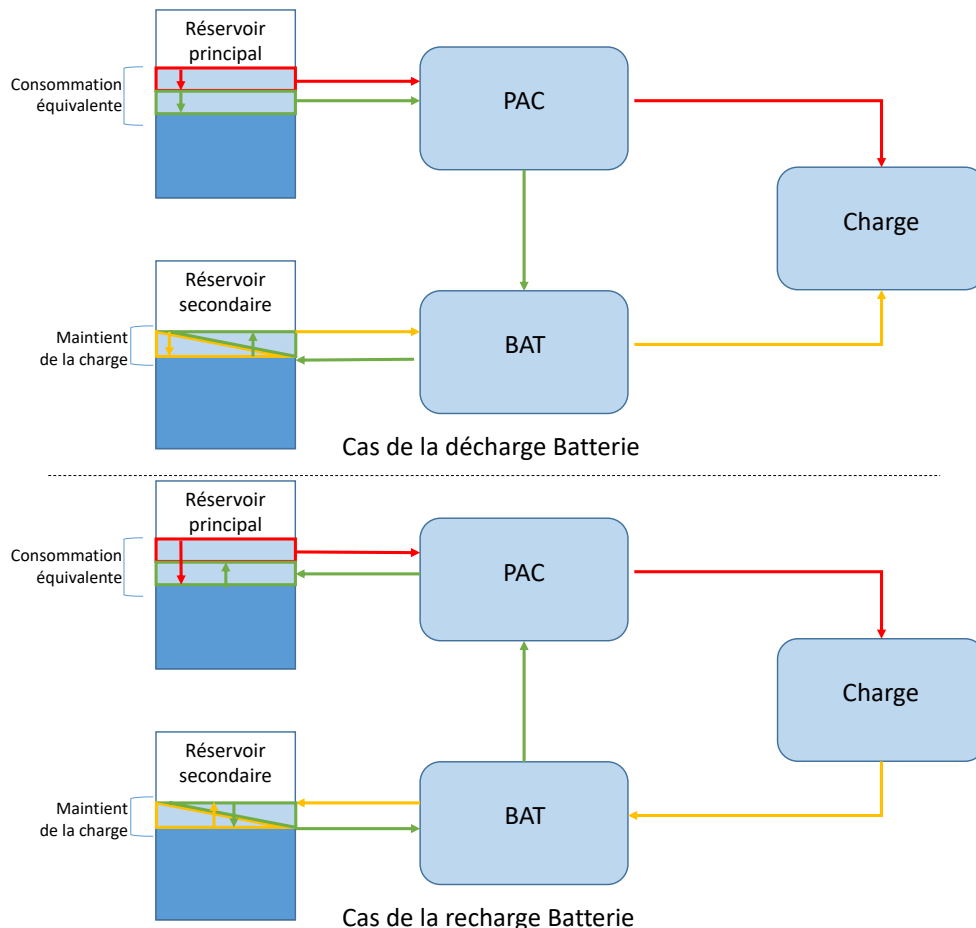 Réservoir
principal
Consommation
équivalente
PAC
Charge
Réservoir
secondaire
Maintient
de la charge
BAT
Cas de la décharge Batterie
Réservoir
principal
Consommation
équivalente
PAC
Charge
Réservoir
secondaire
Maintient
de la charge
BAT
Cas de la recharge Batterie